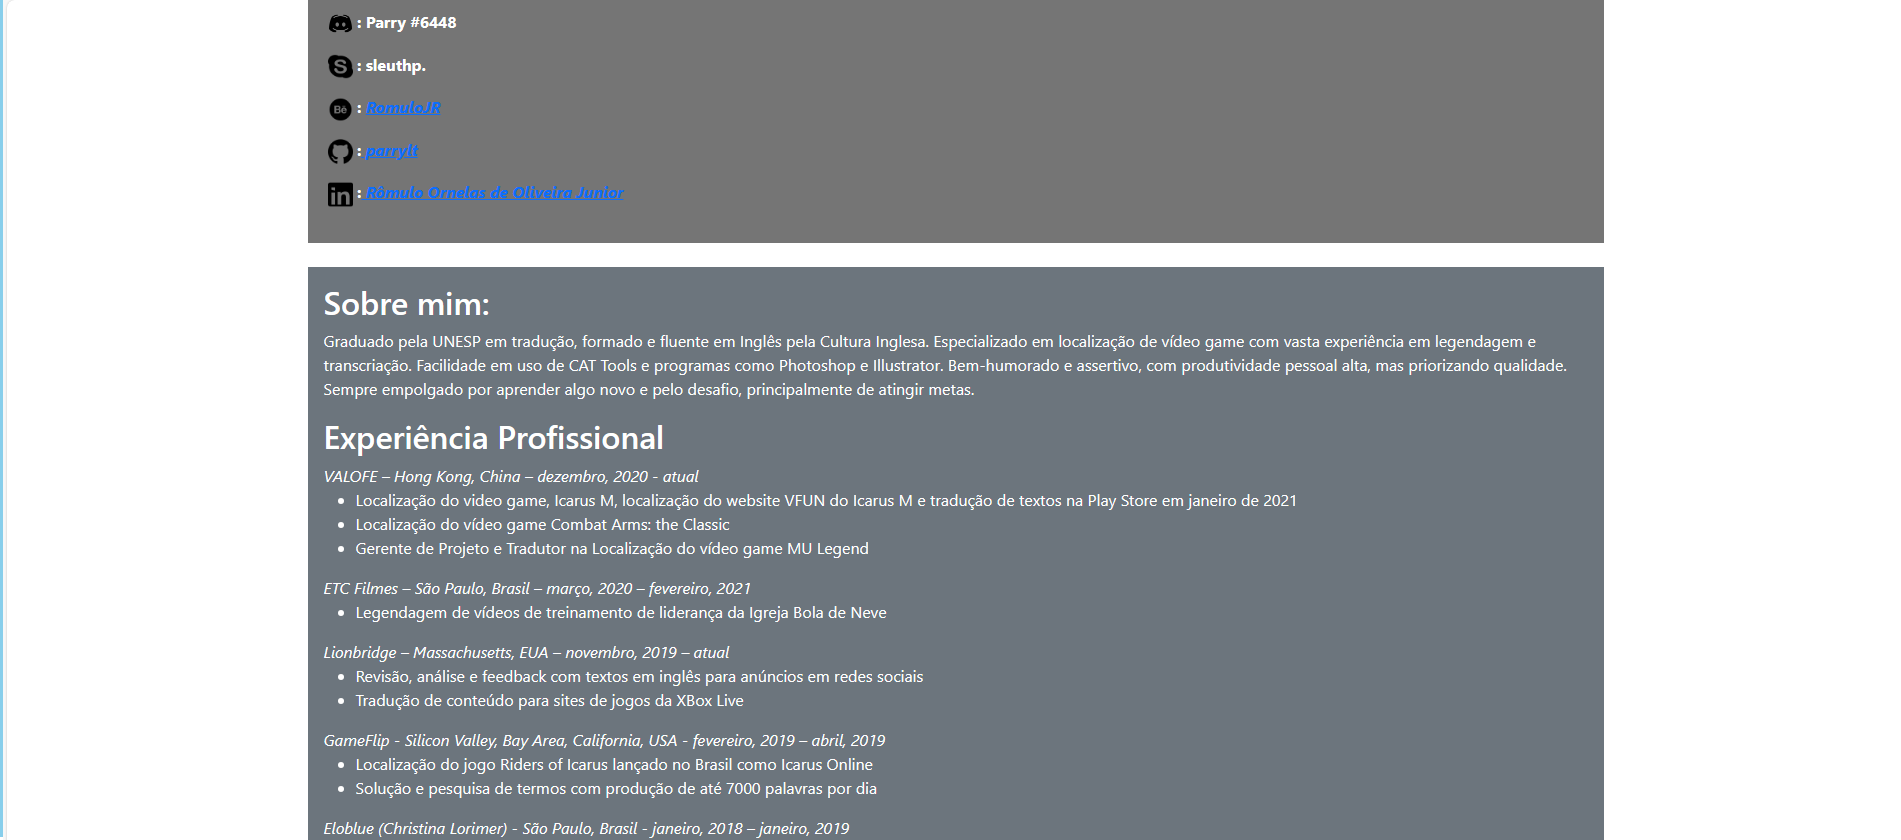 : Parry #6448
: sleuthp.
: RomuloJR
: parrylt
: Rômulo Ornelas de Oliveira Junior
Sobre mim:
Graduado pela UNESP em tradução, formado e fluente em Inglês pela Cultura Inglesa. Especializado em localização de vídeo game com vasta experiência em legendagem e
transcriação. Facilidade em uso de CAT Tools e programas como Photoshop e Illustrator. Bem-humorado e assertivo, com produtividade pessoal alta, mas priorizando qualidade.
Sempre empolgado por aprender algo novo e pelo desafio, principalmente de atingir metas.
Experiência Profissional
VALOFE – Hong Kong, China – dezembro, 2020 - atual
• Localização do video game, Icarus M, localização do website VFUN do Icarus M e tradução de textos na Play Store em janeiro de 2021
• Localização do vídeo game Combat Arms: the Classic
• Gerente de Projeto e Tradutor na Localização do vídeo game MU Legend
ETC Filmes – São Paulo, Brasil – março, 2020 – fevereiro, 2021
• Legendagem de vídeos de treinamento de liderança da Igreja Bola de Neve
Lionbridge – Massachusetts, EUA – novembro, 2019 – atual
• Revisão, análise e feedback com textos em inglês para anúncios em redes sociais
• Tradução de conteúdo para sites de jogos da XBox Live
GameFlip - Silicon Valley, Bay Area, California, USA - fevereiro, 2019 – abril, 2019
• Localização do jogo Riders of Icarus lançado no Brasil como Icarus Online
• Solução e pesquisa de termos com produção de até 7000 palavras por dia
Eloblue (Christina Lorimer) - São Paulo, Brasil - janeiro, 2018 – janeiro, 2019